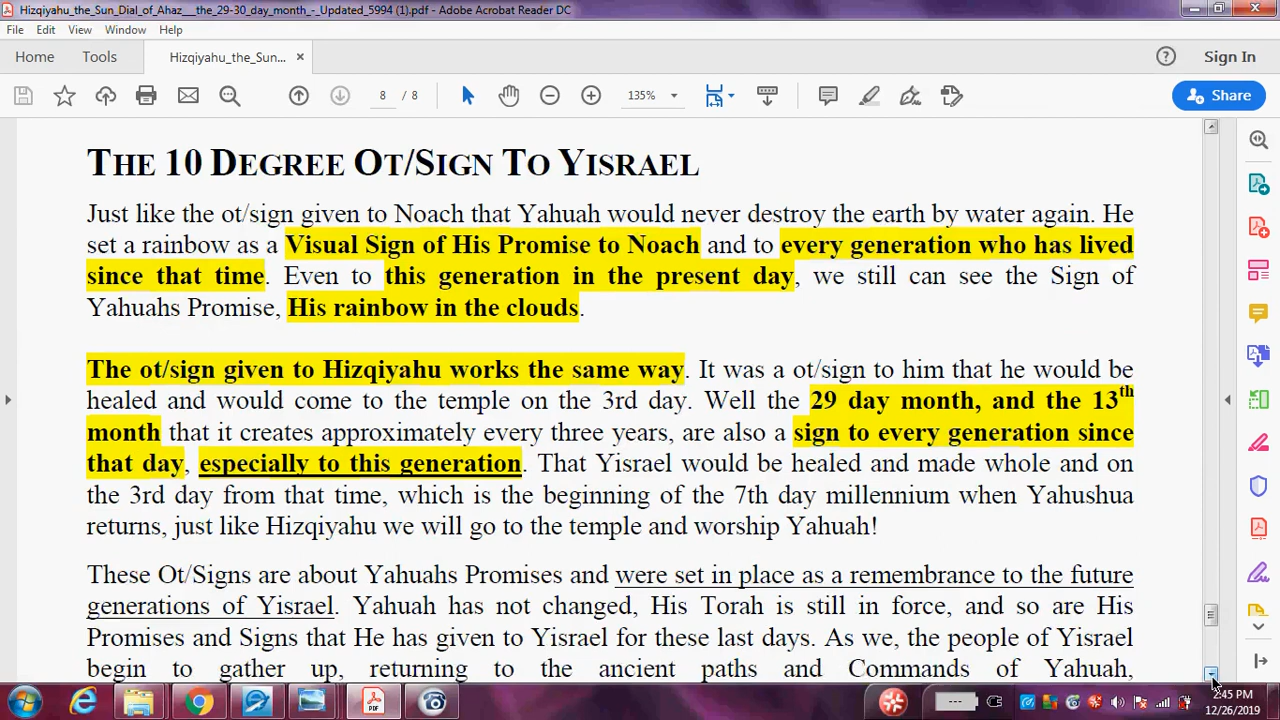 Hizqiyahu_the_Sun_Dial_of_Ahaz___the_29-30_day_month_-_Updated_5994 (1).pdf - Adobe Acrobat Reader DC
File Edit View Window Help
Home Tools Hizqiyahu_the_Sun... × Sign In
8 / 8 135% Share
THE 10 DEGREE OT/SIGN TO YISRAEL
Just like the ot/sign given to Noach that Yahuah would never destroy the earth by water again. He
set a rainbow as a Visual Sign of His Promise to Noach and to every generation who has lived
since that time. Even to this generation in the present day, we still can see the Sign of
Yahuahs Promise, His rainbow in the clouds.
The ot/sign given to Hizqiyahu works the same way. It was a ot/sign to him that he would be
healed and would come to the temple on the 3rd day. Well the 29 day month, and the 13th
month that it creates approximately every three years, are also a sign to every generation since
that day, especially to this generation. That Yisrael would be healed and made whole and on
the 3rd day from that time, which is the beginning of the 7th day millennium when Yahushua
returns, just like Hizqiyahu we will go to the temple and worship Yahuah!
These Ot/Signs are about Yahuahs Promises and were set in place as a remembrance to the future
generations of Yisrael. Yahuah has not changed, His Torah is still in force, and so are His
Promises and Signs that He has given to Yisrael for these last days. As we, the people of Yisrael
begin to gather up, returning to the ancient paths and Commands of Yahuah,
2:45 PM
12/26/2019